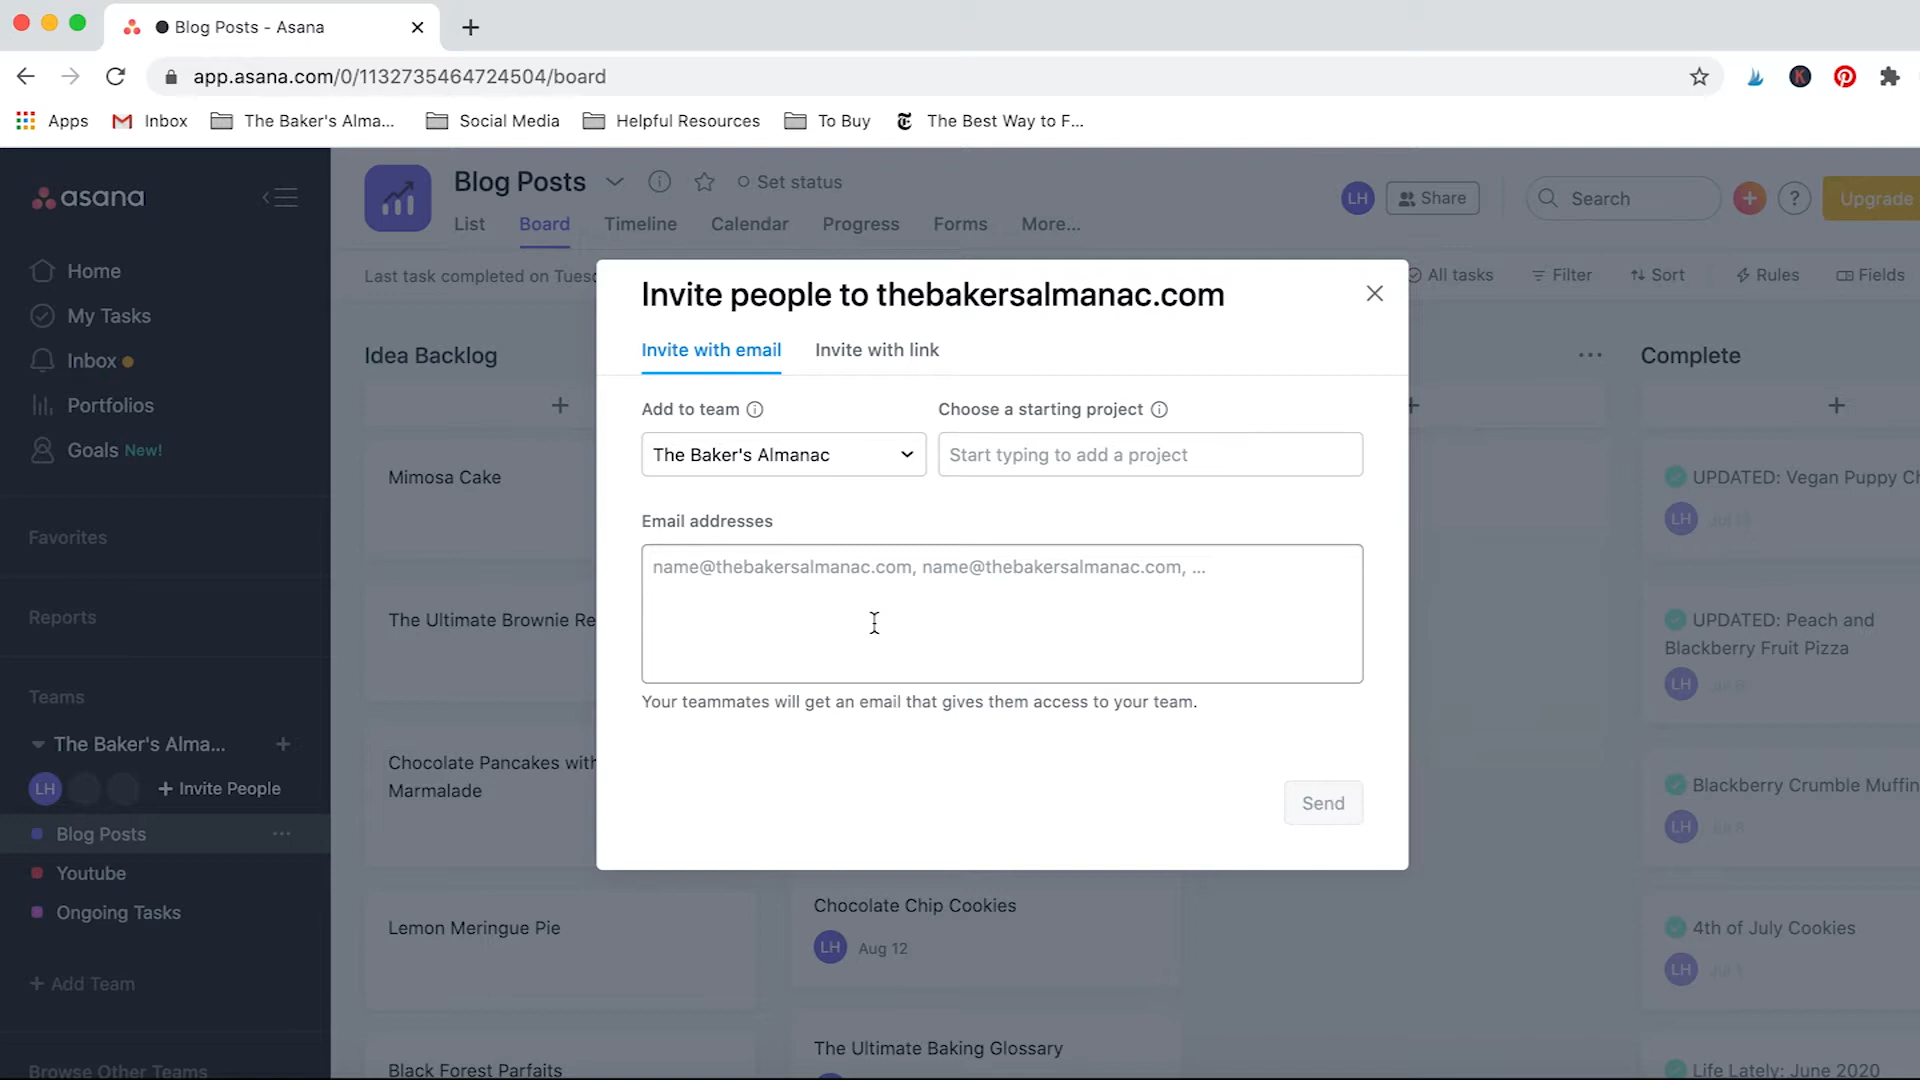 Blog Posts - Asana
app.asana.com/0/1132735464724504/board
Apps
Inbox
The Baker's Alma...
Social Media
Helpful Resources
To Buy
The Best Way to F...
asana
Home
My Tasks
Inbox
Portfolios
Goals New!
Favorites
Reports
Teams
The Baker's Alma...
LH
+ Invite People
Blog Posts
Youtube
Ongoing Tasks
+ Add Team
Browse Other Teams
Blog Posts
Set status
List
Board
Timeline
Calendar
Progress
Forms
More...
LH
Share
Search
?
Upgrade
Last task completed on Tues
All tasks
Filter
Sort
Rules
Fields
Idea Backlog
Mimosa Cake
The Ultimate Brownie Re
Chocolate Pancakes with
Marmalade
Lemon Meringue Pie
Black Forest Parfaits
Invite people to thebakersalmanac.com
Invite with email
Invite with link
Add to team
Choose a starting project
The Baker's Almanac
Start typing to add a project
Email addresses
name@thebakersalmanac.com, name@thebakersalmanac.com, ...
Your teammates will get an email that gives them access to your team.
Send
Chocolate Chip Cookies
LH
Aug 12
The Ultimate Baking Glossary
Complete
UPDATED: Vegan Puppy Ch
LH
UPDATED: Peach and
Blackberry Fruit Pizza
LH
Blackberry Crumble Muffin
LH
Jul 8
4th of July Cookies
LH
Life Lately: June 2020